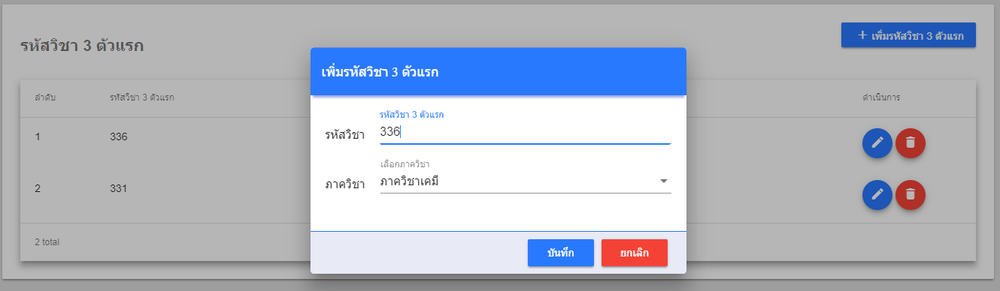 รหัสวิชา 3 ตัวแรก
+ เพิ่มรหัสวิชา 3 ตัวแรก
ลำดับ รหัสวิชา 3 ตัวแรก ดำเนินการ
1 336
2 331
2 total
เพิ่มรหัสวิชา 3 ตัวแรก
รหัสวิชา 3 ตัวแรก
รหัสวิชา 336
เลือกภาควิชา
ภาควิชา ภาควิชาเคมี
บันทึก ยกเลิก